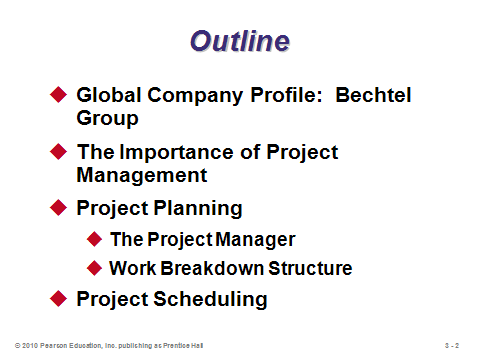 Outline
Global Company Profile: Bechtel
Group
The Importance of Project
Management
Project Planning
The Project Manager
Work Breakdown Structure
Project Scheduling
© 2010 Pearson Education, Inc. publishing as Prentice Hall
3 - 2